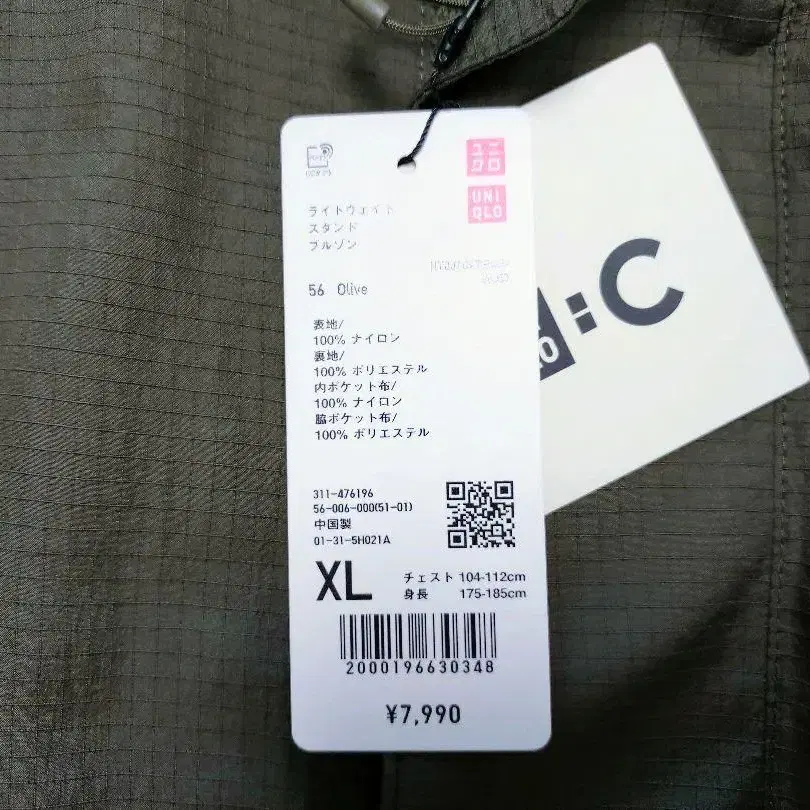 ユニ
クロ
UNI
QLO
ライトウェイト
スタンド
ブルゾン
56 Olive
表地/
100% ナイロン
裏地/
100% ポリエステル
内ポケット布/
100% ナイロン
脇ポケット布/
100% ポリエステル
311-476196
56-006-000(51-01)
中国製
01-31-5H021A
XL
チェスト 104-112cm
身長 175-185cm
2000196630348
¥7,990
:C